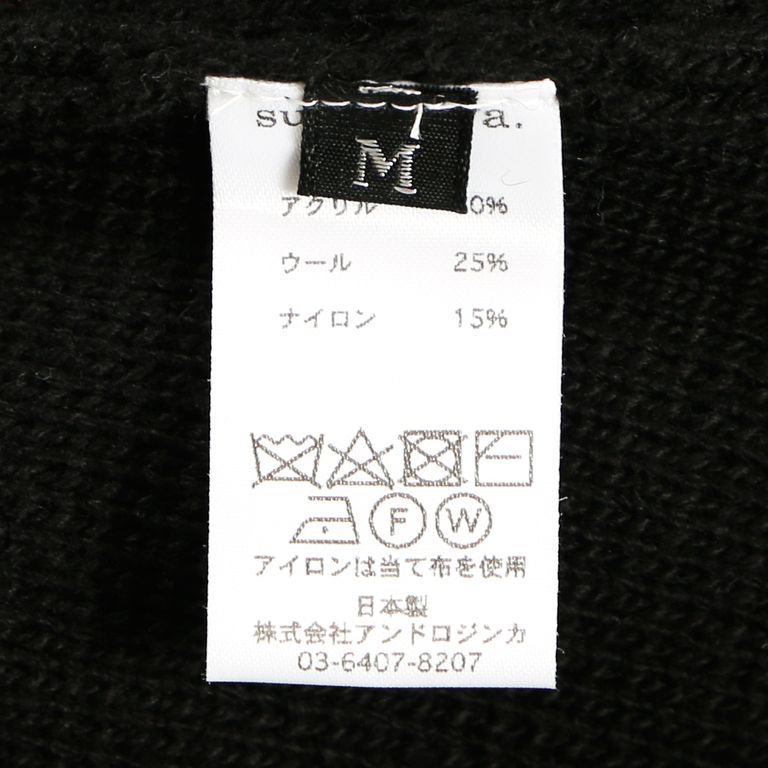 M
アクリル
ウール 25%
ナイロン 15%
F W
アイロンは当て布を使用
日本製
株式会社アンドロジンカ
03-6407-8207